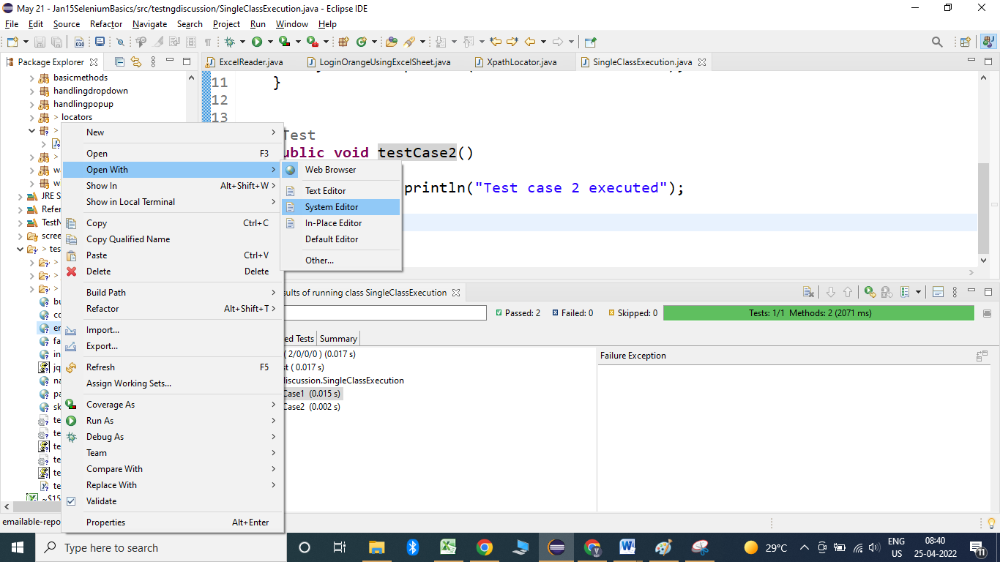 May 21 - Jan15SeleniumBasics/src/testngdiscussion/SingleClassExecution.java - Eclipse IDE
File Edit Source Refactor Navigate Search Project Run Window Help
Package Explorer
ExcelReader.java LoginOrangeUsingExcelSheet.java XpathLocator.java SingleClassExecution.java
basicmethods
handlingdropdown
handlingpopup
> locators
>
>
JRE S
Refer
TestN
scree
> tes
>
>
>
bu
co
er
fa
in
jq
na
pa
sk
te
te
te
te
te
te
~$15
emailable-repo
11 }
12
13
Test
ublic void testCase2()
println("Test case 2 executed");
New
Open F3
Open With
Show In Alt+Shift+W
Show in Local Terminal
Copy Ctrl+C
Copy Qualified Name
Paste Ctrl+V
Delete Delete
Build Path
Refactor Alt+Shift+T
Import...
Export...
Refresh F5
Assign Working Sets...
Coverage As
Run As
Debug As
Team
Compare With
Replace With
Validate
Properties Alt+Enter
Web Browser
Text Editor
System Editor
In-Place Editor
Default Editor
Other...
sults of running class SingleClassExecution
Passed: 2 Failed: 0 Skipped: 0 Tests: 1/1 Methods: 2 (2071 ms)
ed Tests Summary
( 2/0/0/0 ) (0.017 s)
st ( 0.017 s)
iscussion.SingleClassExecution
Case1 (0.015 s)
Case2 (0.002 s)
Failure Exception
Type here to search
29°C
ENG
US
08:40
25-04-2022
11